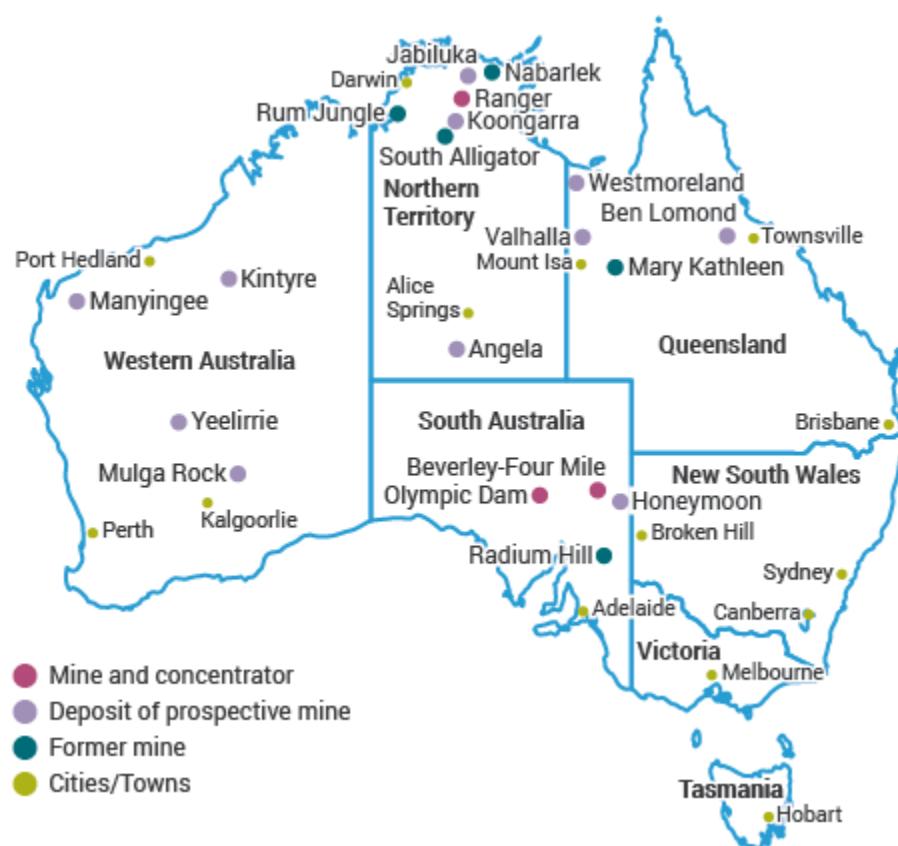 Jabiluka
Nabarlek
Darwin
Ranger
Rum Jungle
Koongarra
South Alligator
Northern
Territory
Westmoreland
Ben Lomond
Valhalla
Townsville
Mount Isa
Mary Kathleen
Port Hedland
Kintyre
Manyingee
Alice
Springs
Angela
Queensland
Western Australia
Yeelirrie
South Australia
Brisbane
Mulga Rock
Beverley-Four Mile
New South Wales
Olympic Dam
Honeymoon
Kalgoorlie
Perth
Broken Hill
Radium Hill
Sydney
Adelaide
Canberra
Victoria
Melbourne
Mine and concentrator
Deposit of prospective mine
Former mine
Cities/Towns
Tasmania
Hobart